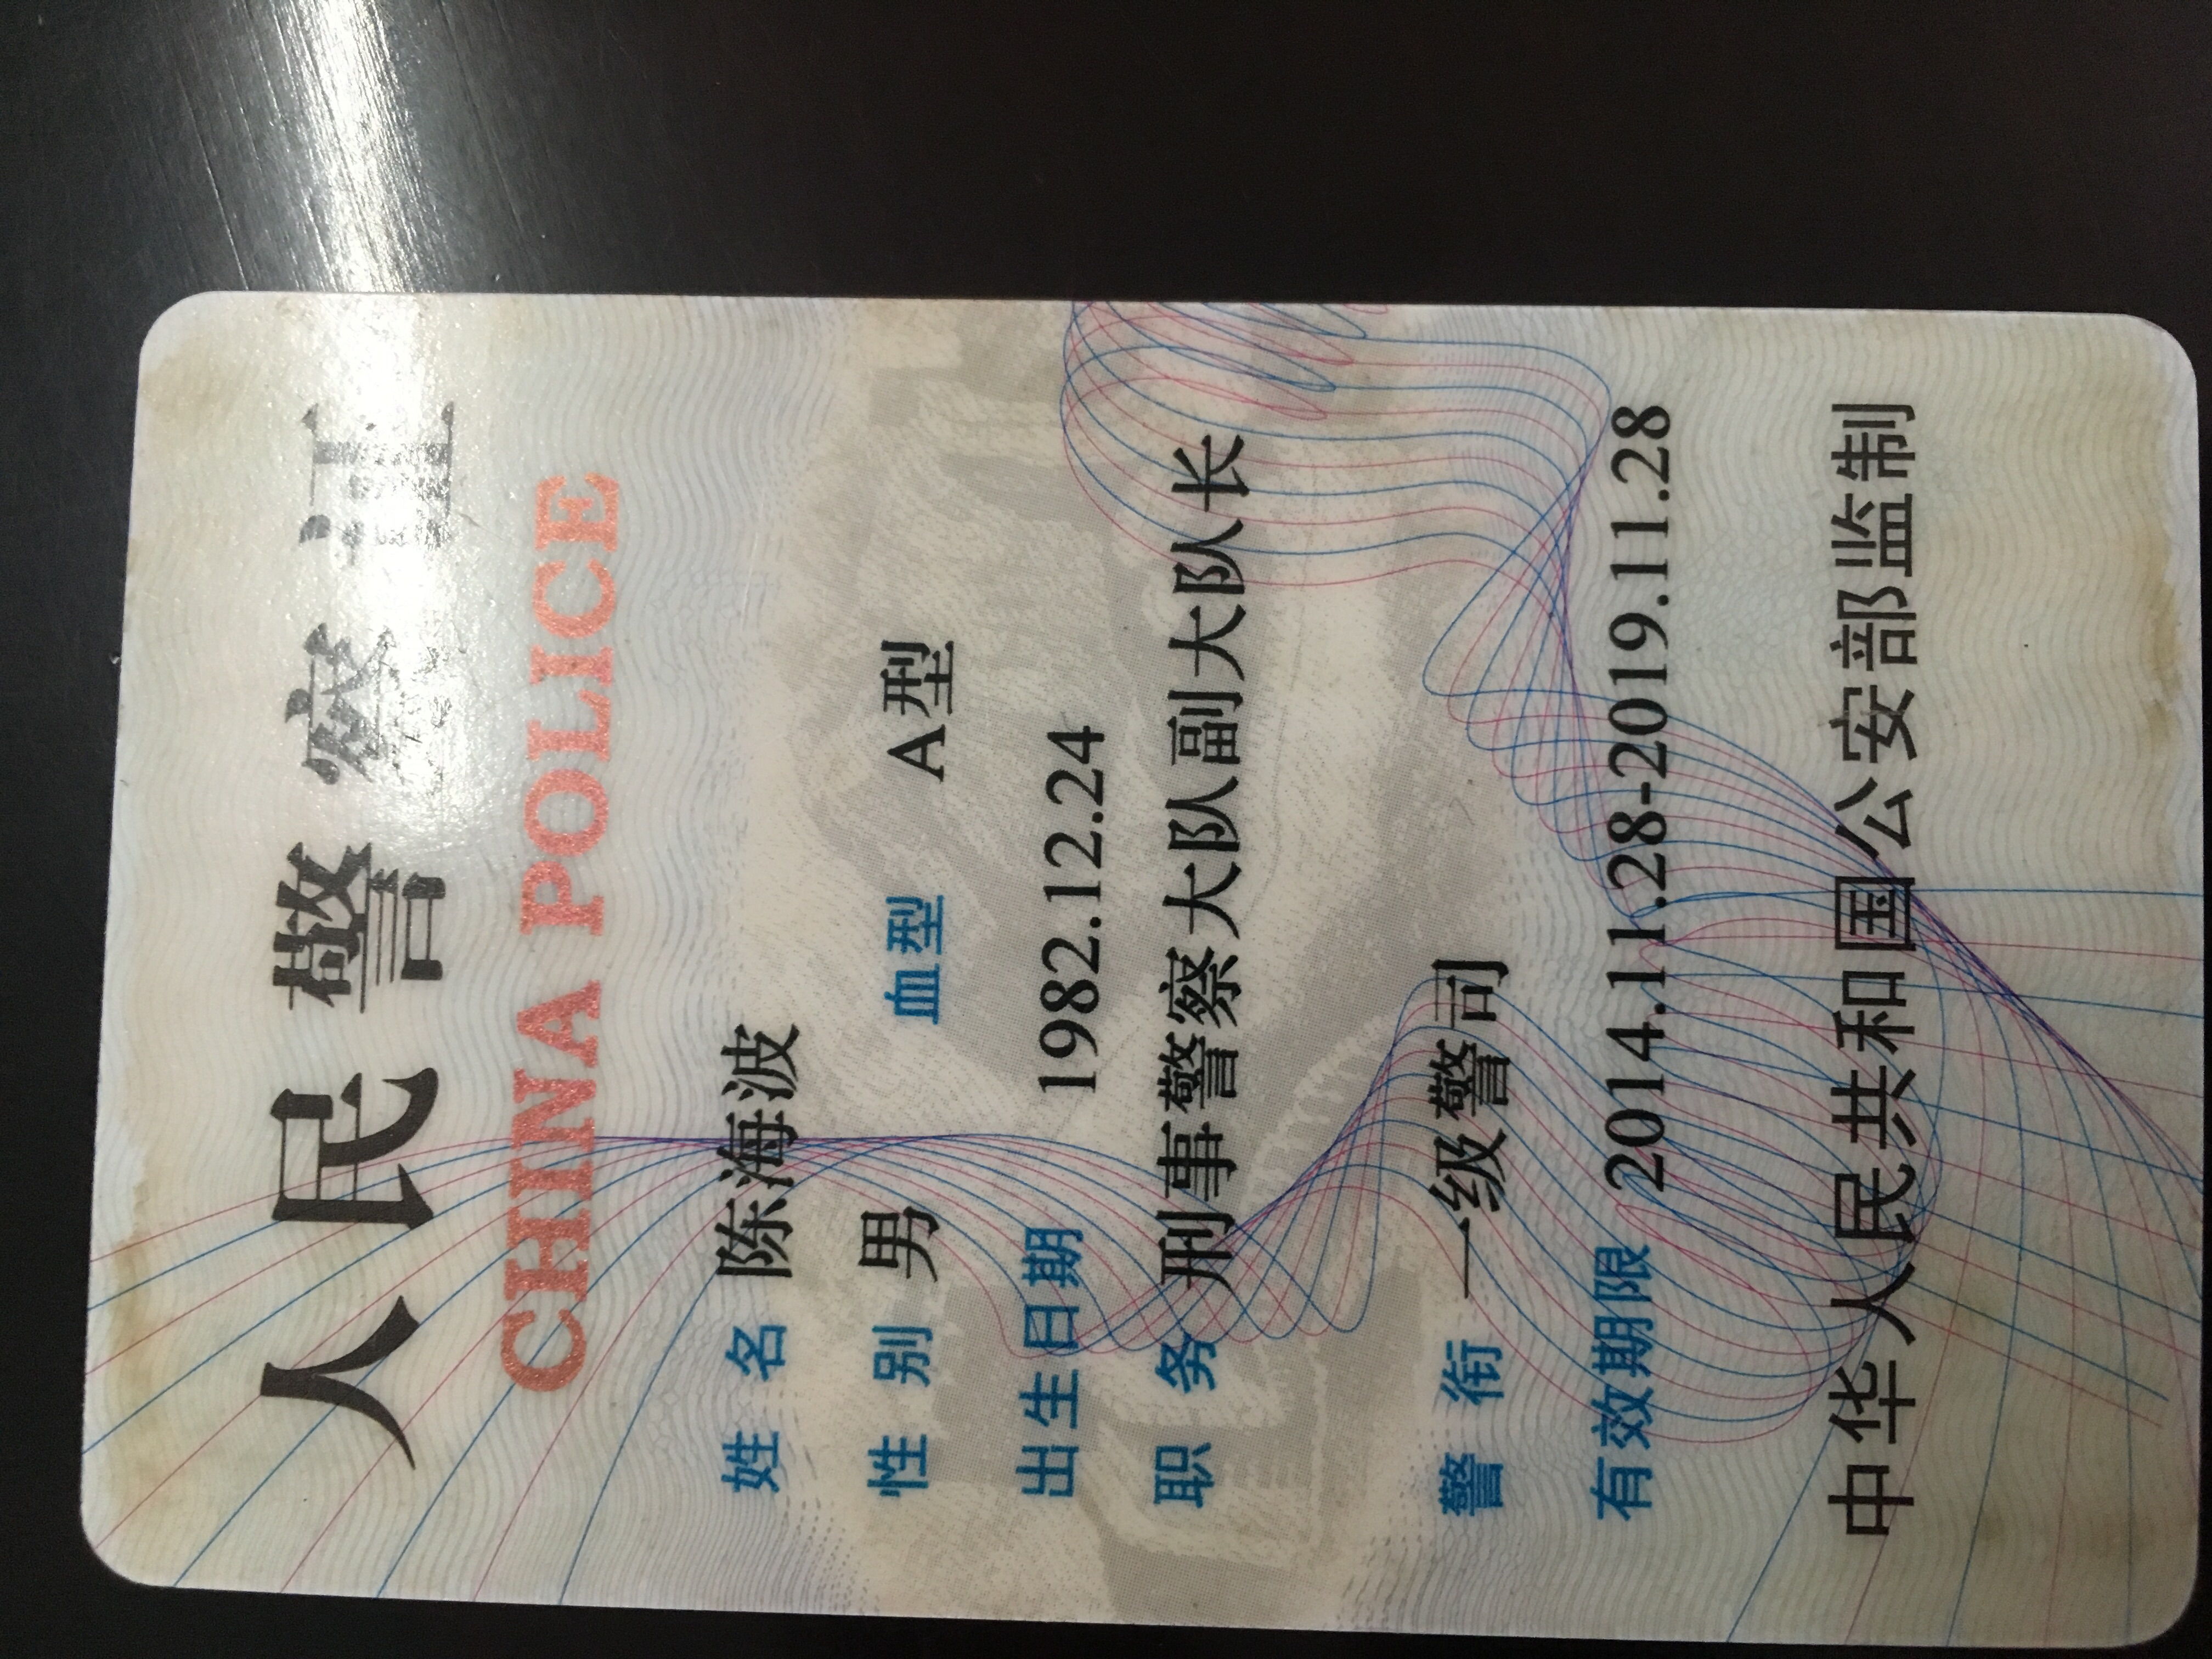 人民警察证
CHINA POLICE
姓 名 陈海波
性 别 男 血型 A型
出生日期 1982.12.24
职 务 刑事警察大队副大队长
警 衔 一级警司
有效期限 2014.11.28-2019.11.28
中华人民共和国公安部监制